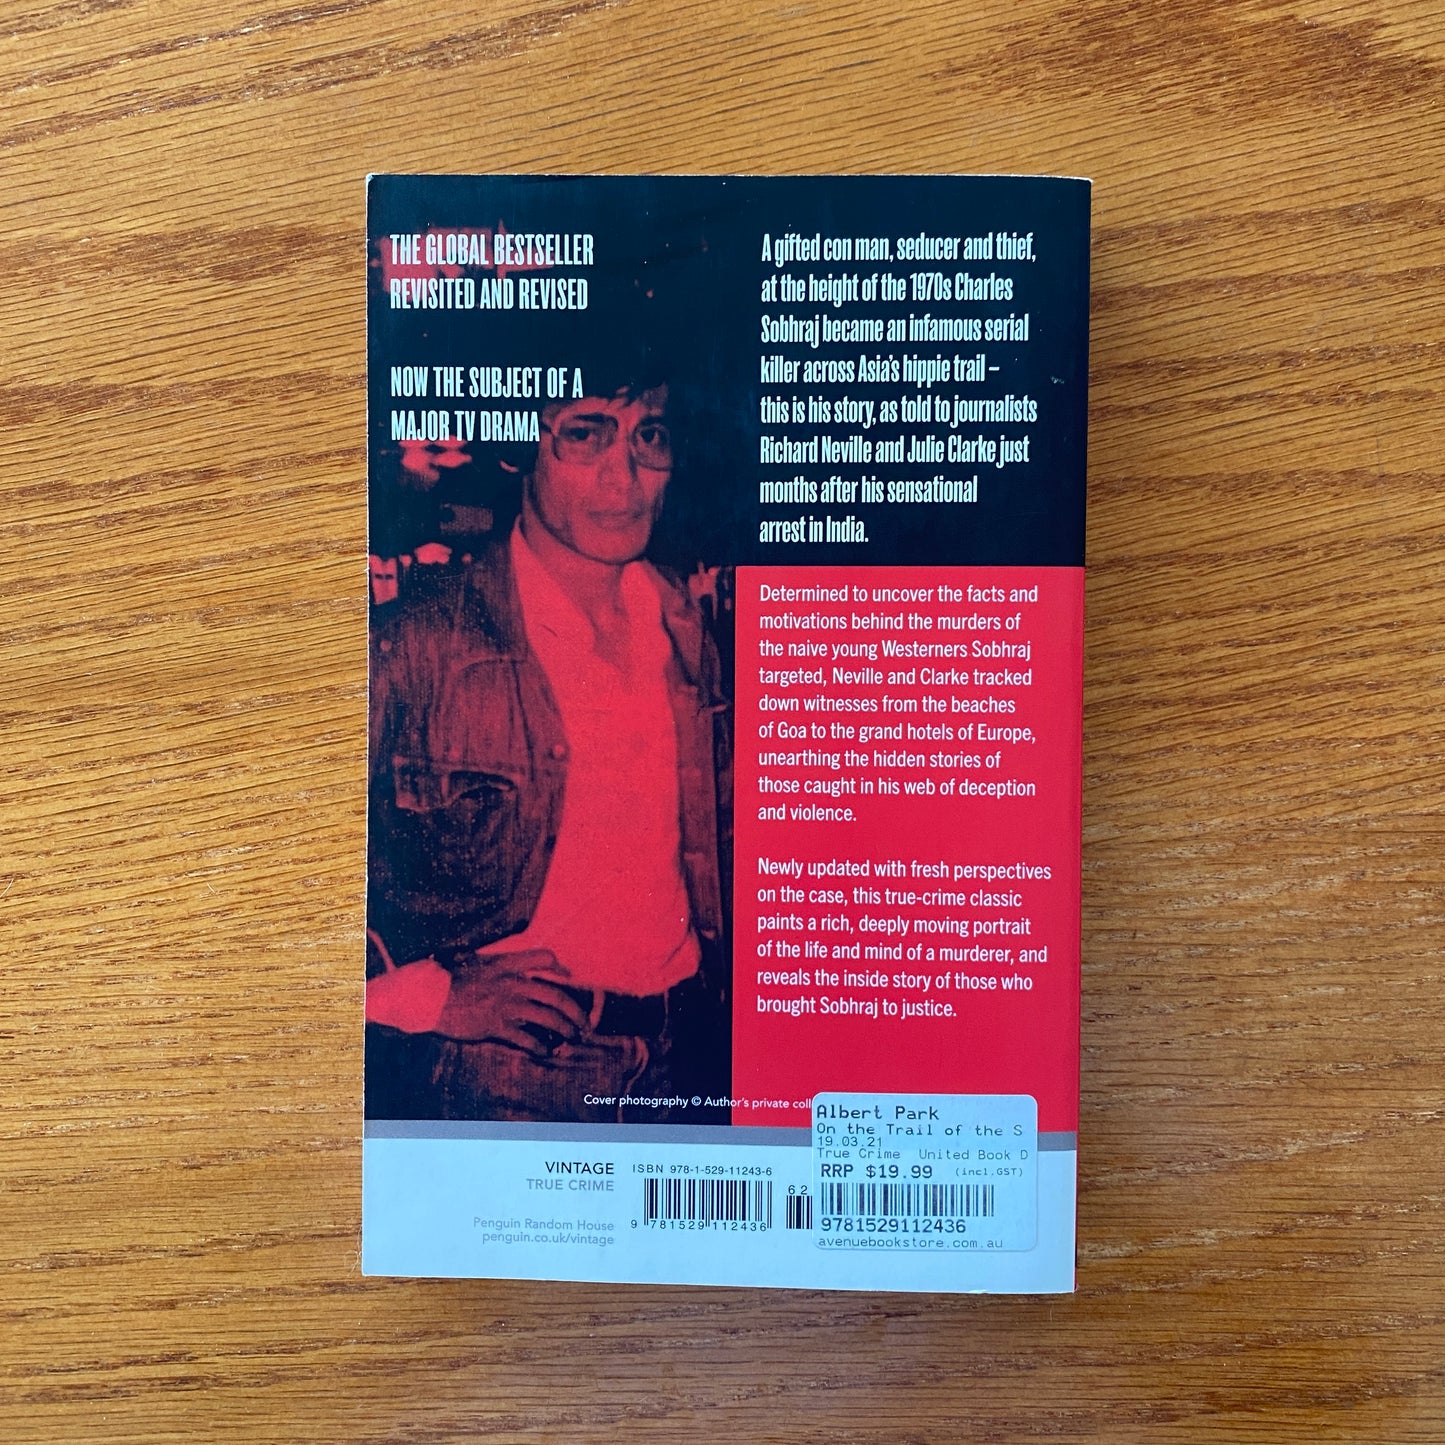 THE GLOBAL BESTSELLER
REVISITED AND REVISED
NOW THE SUBJECT OF A
MAJOR TV DRAMA
A gifted con man, seducer and thief,
at the height of the 1970s Charles
Sobhraj became an infamous serial
killer across Asia's hippie trail –
this is his story, as told to journalists
Richard Neville and Julie Clarke just
months after his sensational
arrest in India.
Determined to uncover the facts and
motivations behind the murders of
the naive young Westerners Sobhraj
targeted, Neville and Clarke tracked
down witnesses from the beaches
of Goa to the grand hotels of Europe,
unearthing the hidden stories of
those caught in his web of deception
and violence.
Newly updated with fresh perspectives
on the case, this true-crime classic
paints a rich, deeply moving portrait
of the life and mind of a murderer, and
reveals the inside story of those who
brought Sobhraj to justice.
Cover photography © Author's private coll
VINTAGE
TRUE CRIME
Penguin Random House
penguin.co.uk/vintage
ISBN 978-1-529-11243-6
9 781529 112436
62
Albert Park
On the Trail of the S
19.03.21
True Crime United Book D
RRP $19.99 (incl.GST)
9781529112436
avenuebookstore.com.au